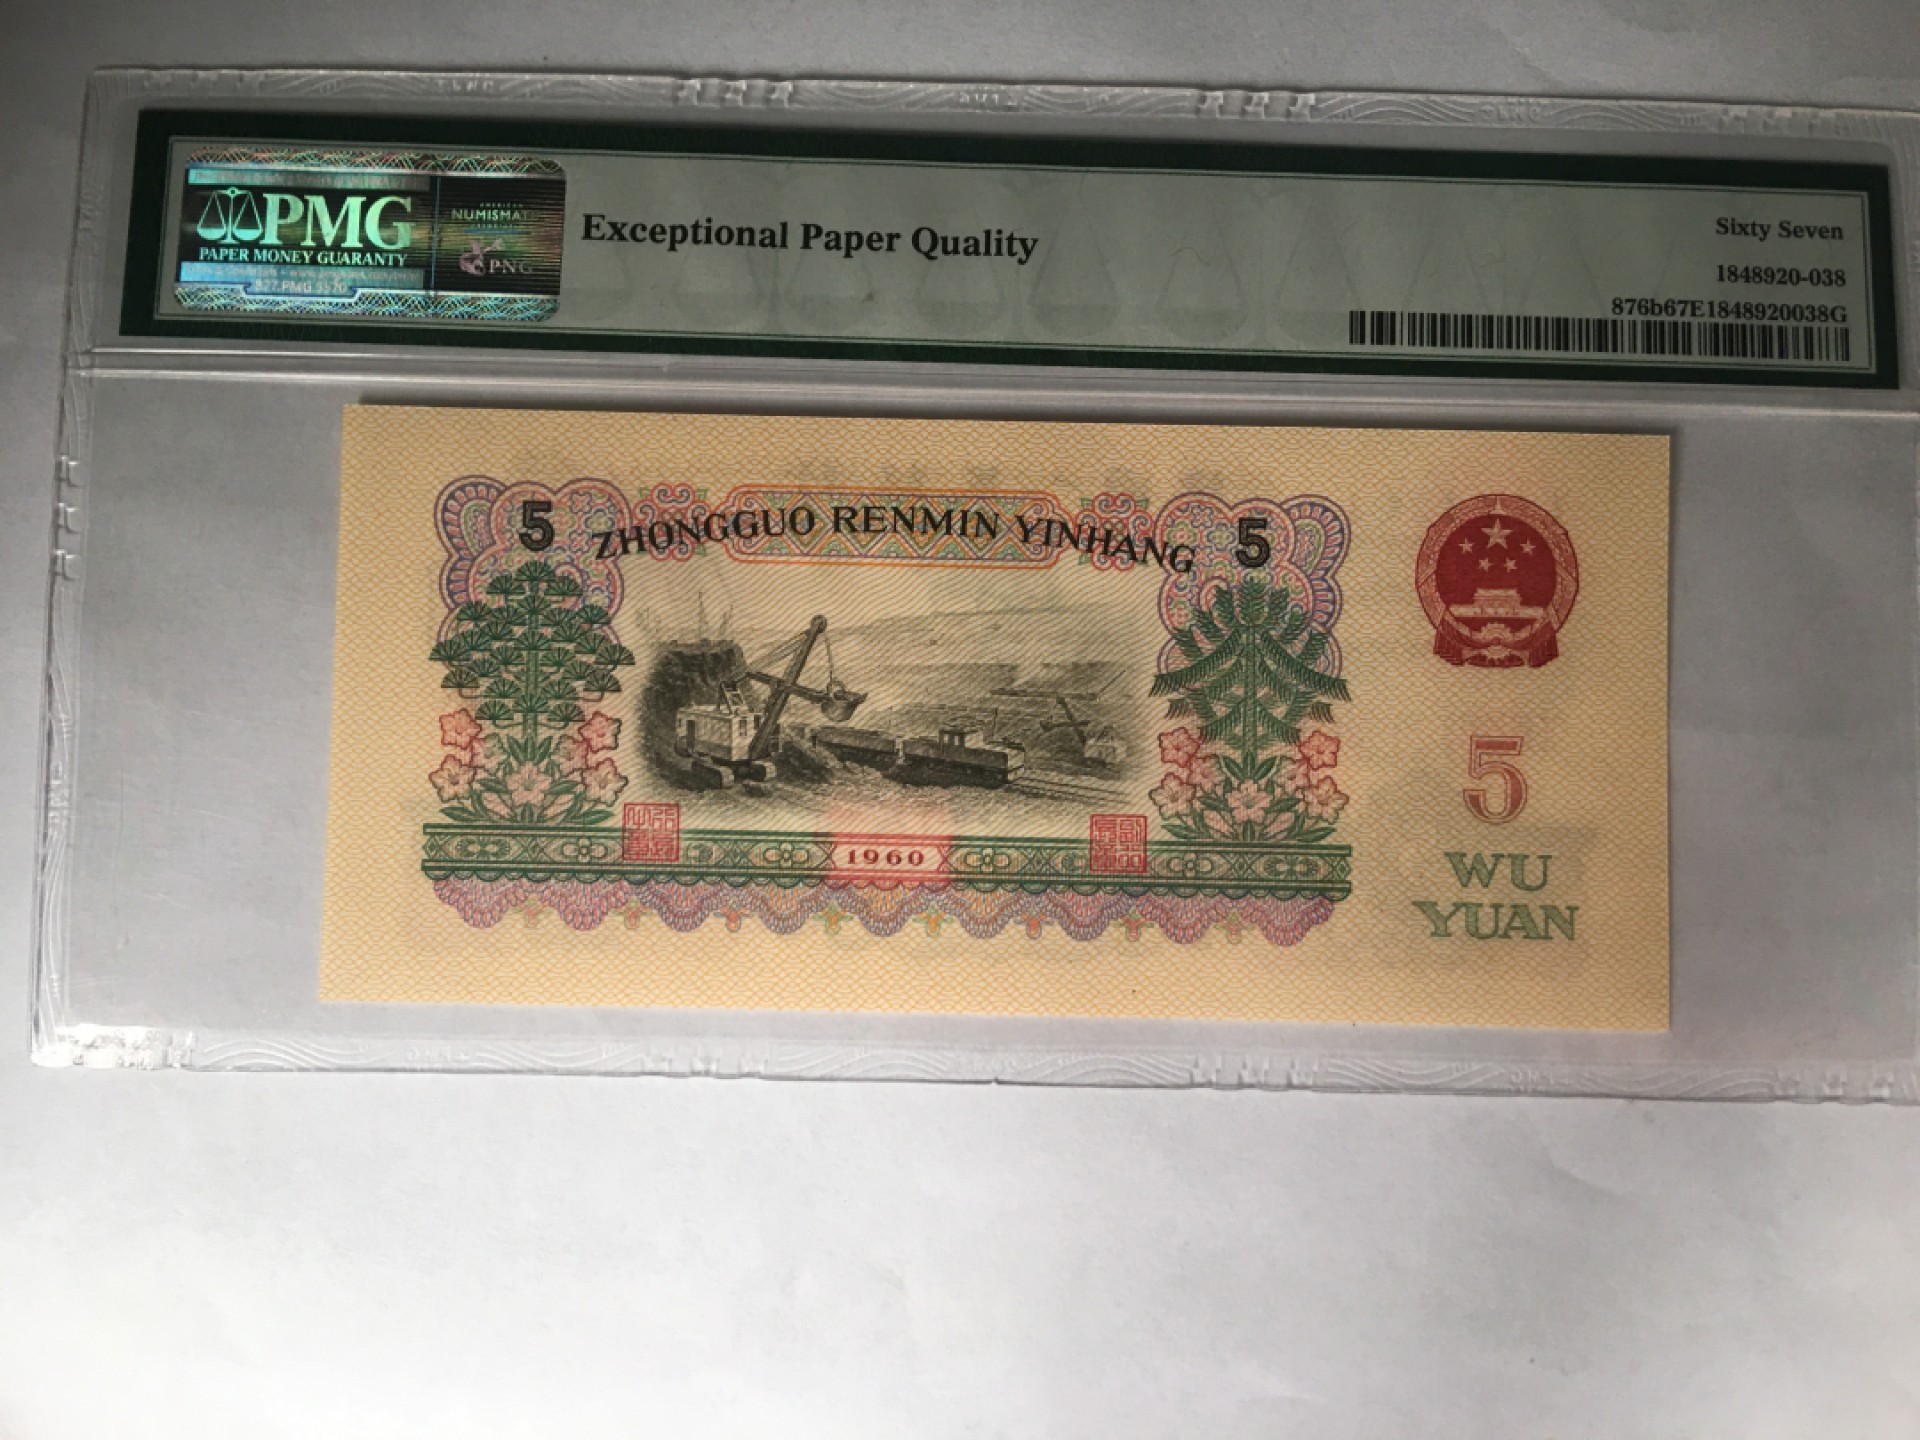 PMG
PAPER MONEY GUARANTY
NUMISMAT
PNG
Exceptional Paper Quality
Sixty Seven
1848920-038
876b67E1848920038G
5 ZHONGGUO RENMIN YINHANG 5
1960
5
WU
YUAN